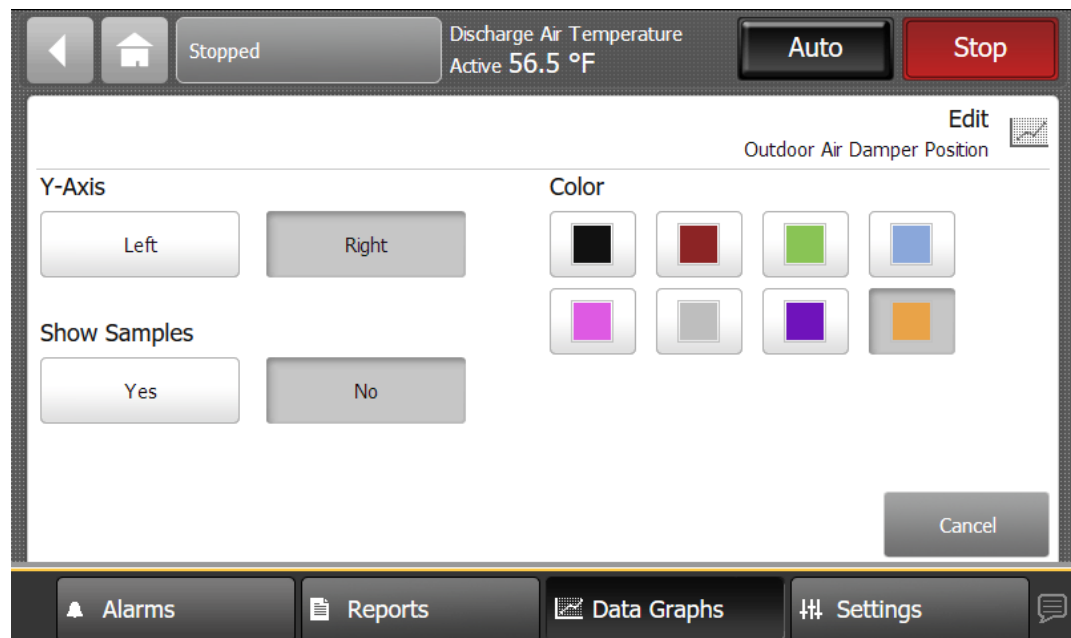 Stopped
Discharge Air Temperature
Active 56.5 °F
Auto
Stop
Edit
Outdoor Air Damper Position
Y-Axis
Left
Right
Color
Show Samples
Yes
No
Cancel
Alarms
Reports
Data Graphs
Settings